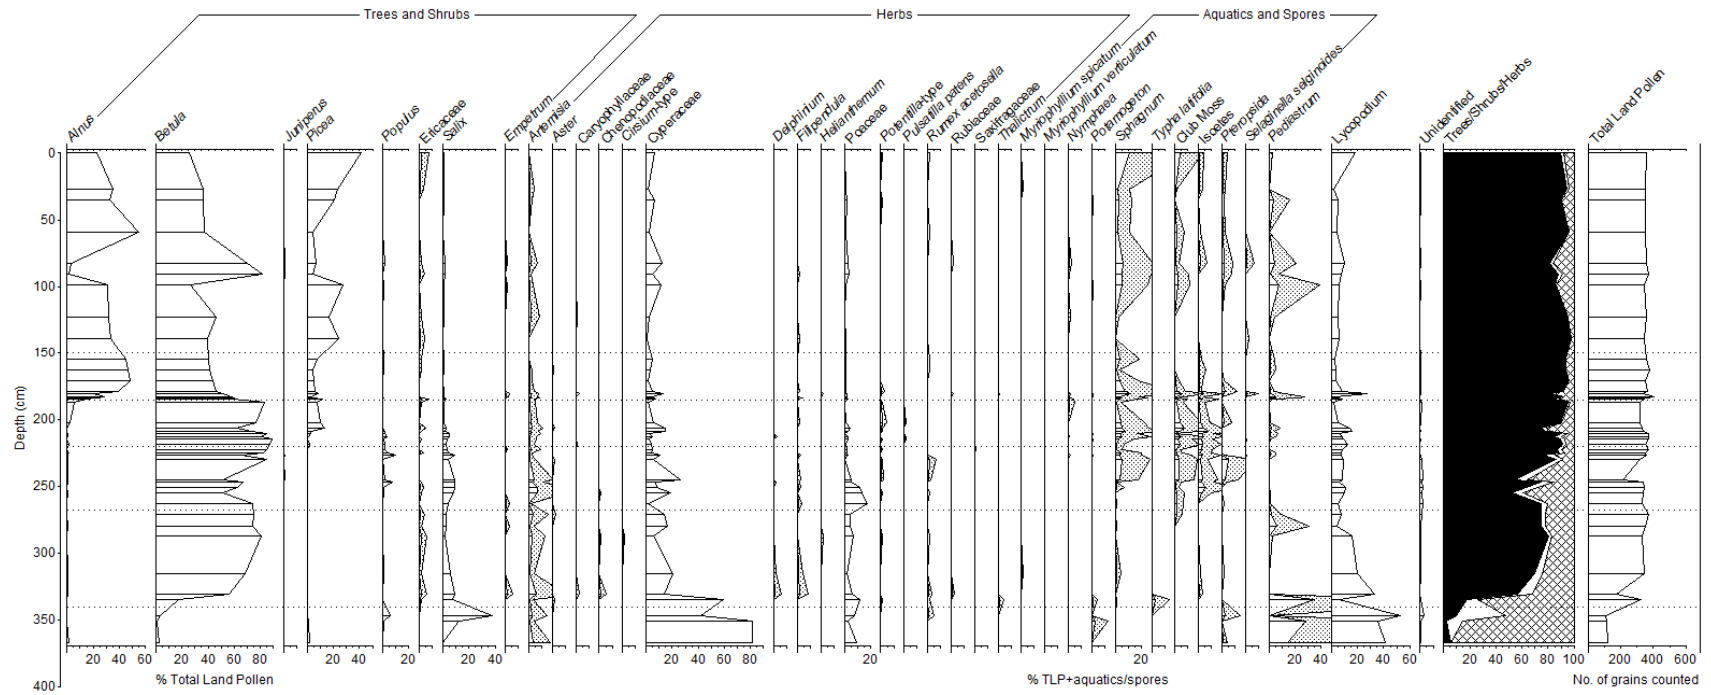 Trees and Shrubs Herbs Aquatics and Spores
Alnus Betula Juniperus Picea Populus Ericaceae Salix Empetrum Artemisia Aster Caryophyllaceae Chenopodiaceae Cirsium-type Cyperaceae Delphinium Filipendula Helianthemum Poaceae Potentilla-type Pulsatilla patens Rumex acetosella Rubiaceae Saxifragaceae Thalictrum Myriophyllum spicatum Myriophyllum verticulatum Nymphaea Potamogeton Sphagnum Typha latifolia Club Moss Isoetes Pteropsida Selaginella selginoides Pediastrum Lycopodium Unidentified Trees/Shrubs/Herbs Total Land Pollen
0
50
100
150
200
250
300
350
400
Depth (cm)
20 40 60 20 40 60 80 20 40 20 20 40 20 40 60 80 20 20 20 40 20 40 60 20 40 60 80 100 200 400 600
% Total Land Pollen % TLP+aquatics/spores No. of grains counted